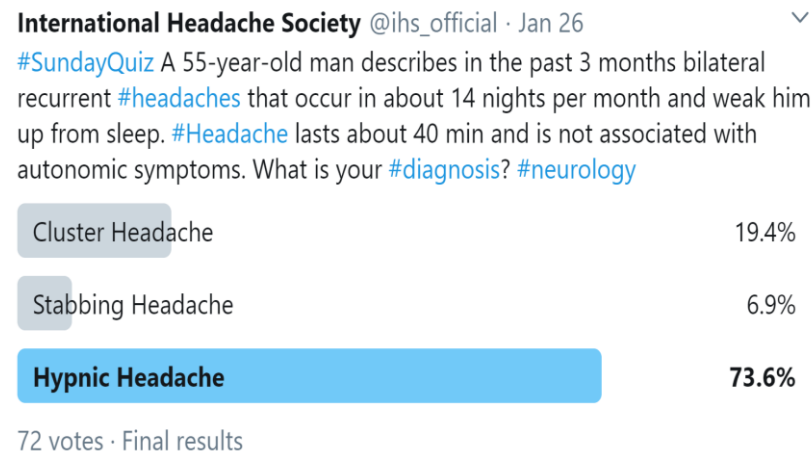 International Headache Society @ihs_official · Jan 26
#SundayQuiz A 55-year-old man describes in the past 3 months bilateral
recurrent #headaches that occur in about 14 nights per month and weak him
up from sleep. #Headache lasts about 40 min and is not associated with
autonomic symptoms. What is your #diagnosis? #neurology
Cluster Headache 19.4%
Stabbing Headache 6.9%
Hypnic Headache 73.6%
72 votes · Final results